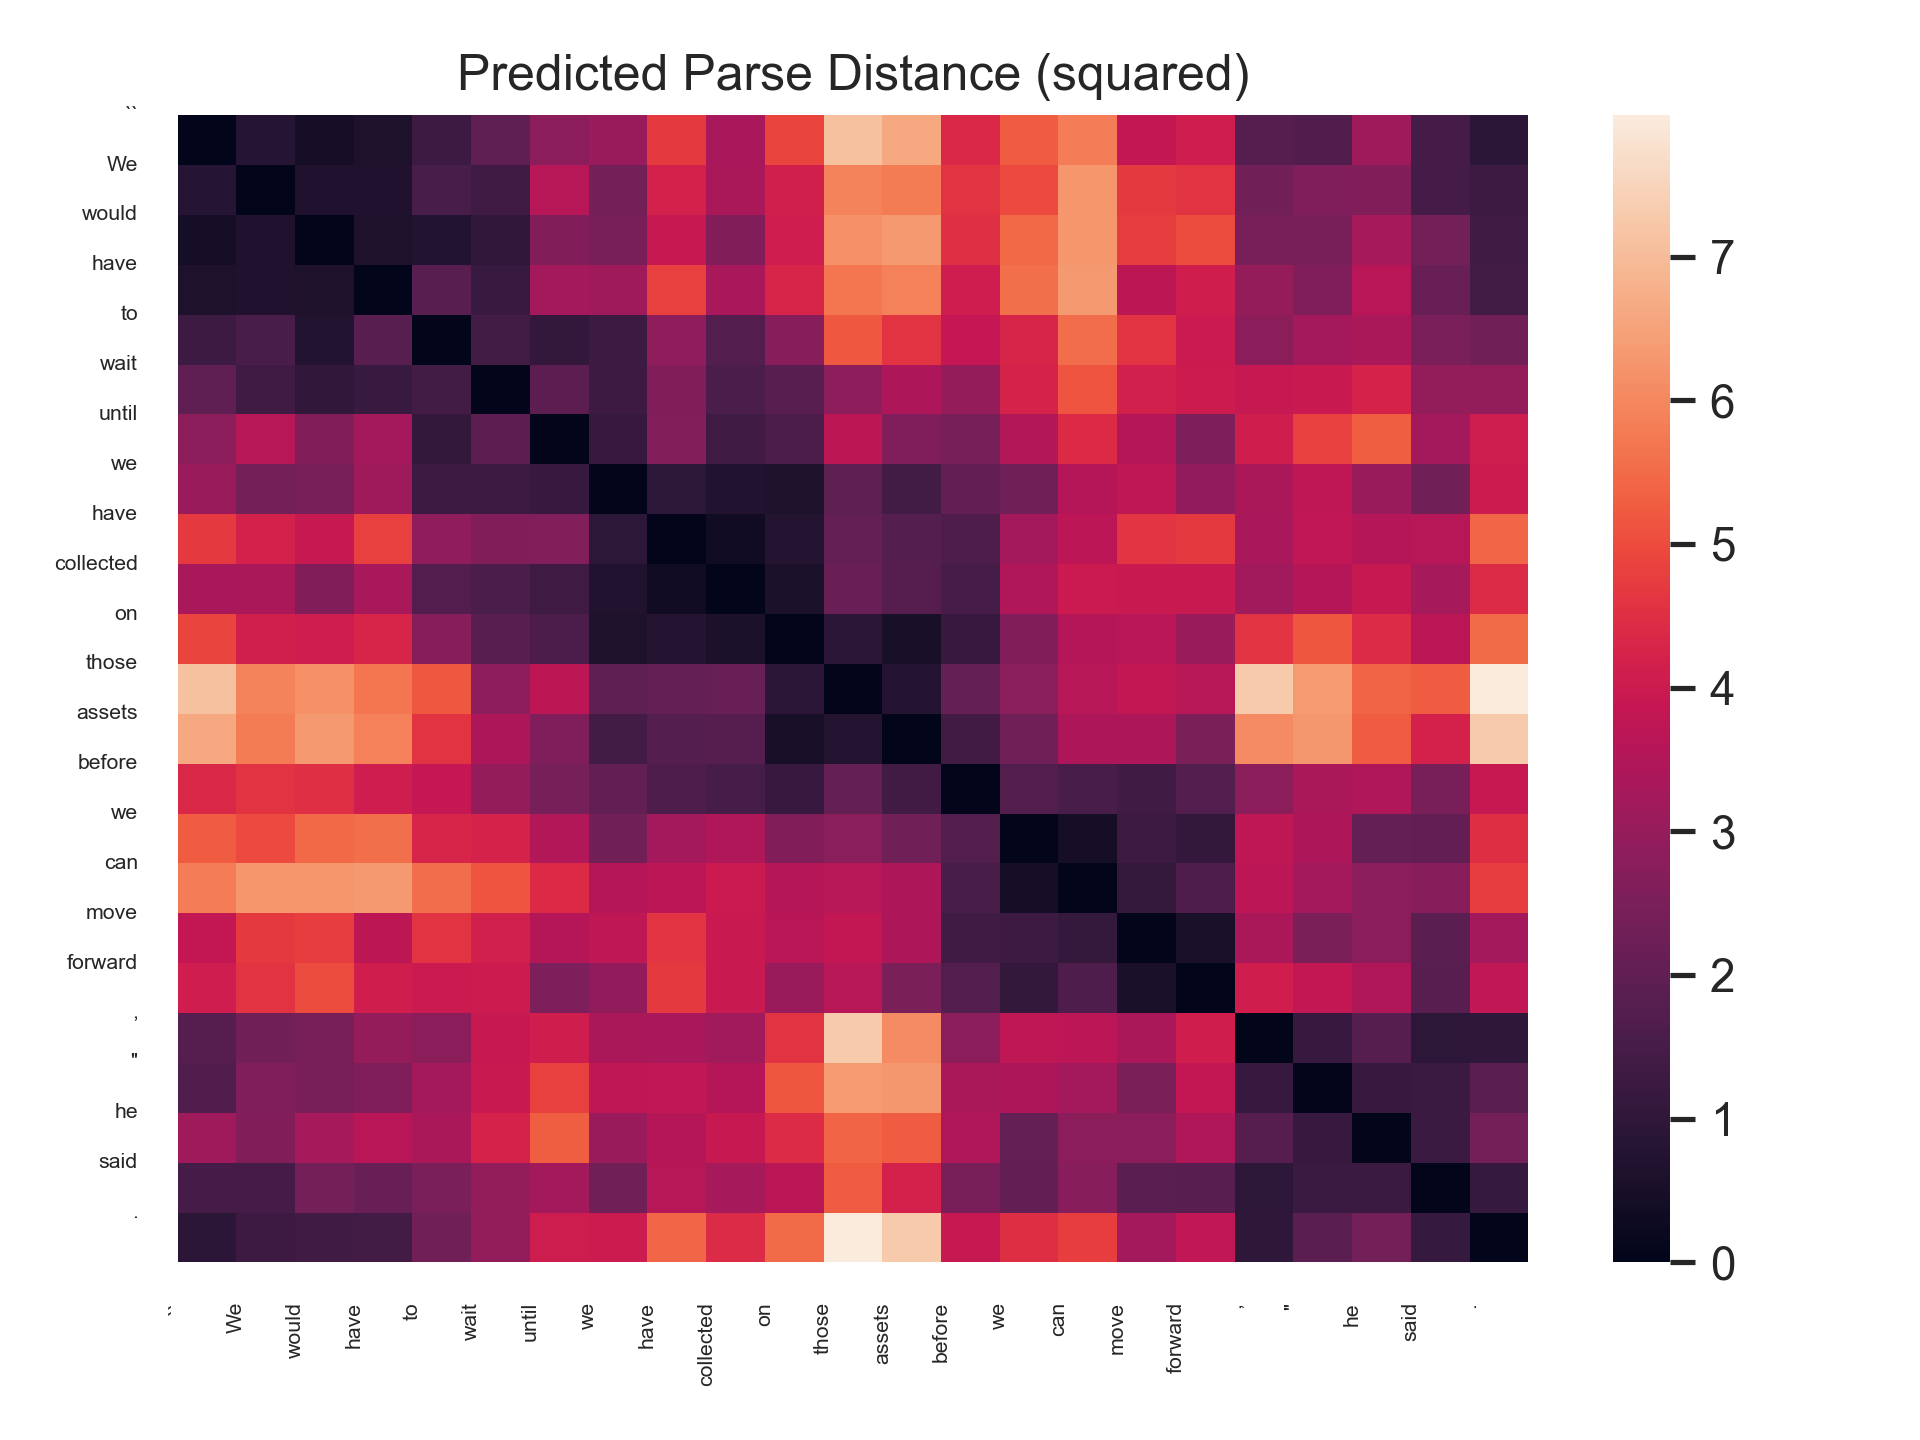 Predicted Parse Distance (squared)
``
We
would
have
to
wait
until
we
have
collected
on
those
assets
before
we
can
move
forward
,
"
he
said
.
7
6
5
4
3
2
1
0
`` We would have to wait until we have collected on those assets before we can move forward , " he said .